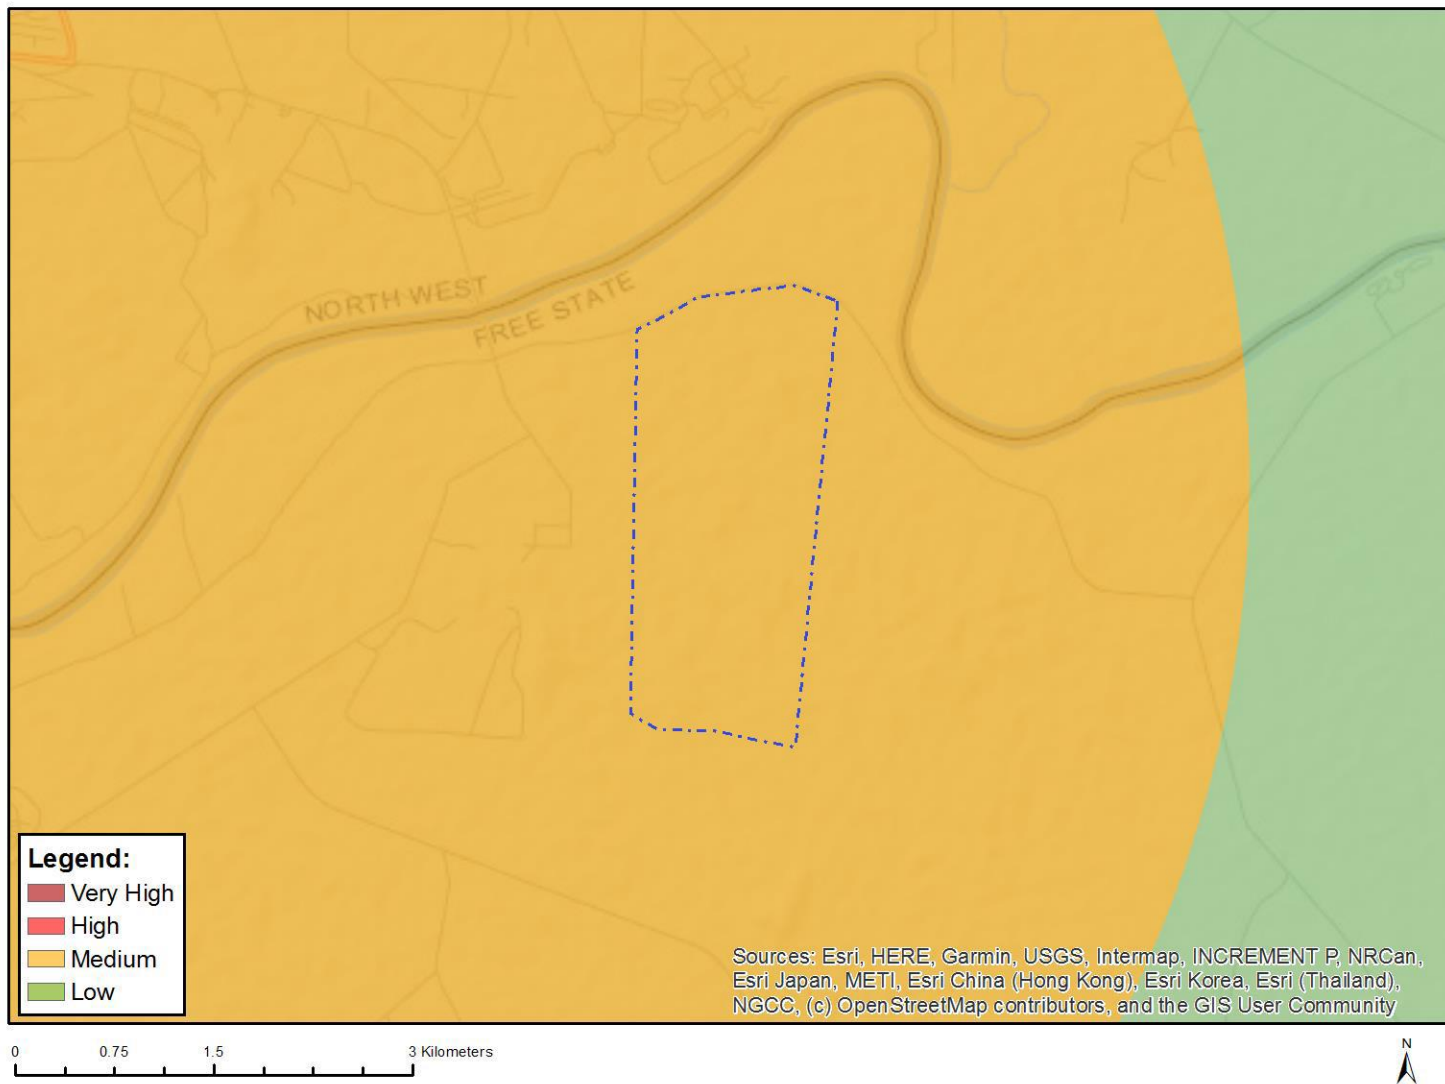 NORTH WEST
FREE STATE
Legend:
Very High
High
Medium
Low
Sources: Esri, HERE, Garmin, USGS, Intermap, INCREMENT P, NRCan,
Esri Japan, METI, Esri China (Hong Kong), Esri Korea, Esri (Thailand),
NGCC, (c) OpenStreetMap contributors, and the GIS User Community
0 0.75 1.5 3 Kilometers
N